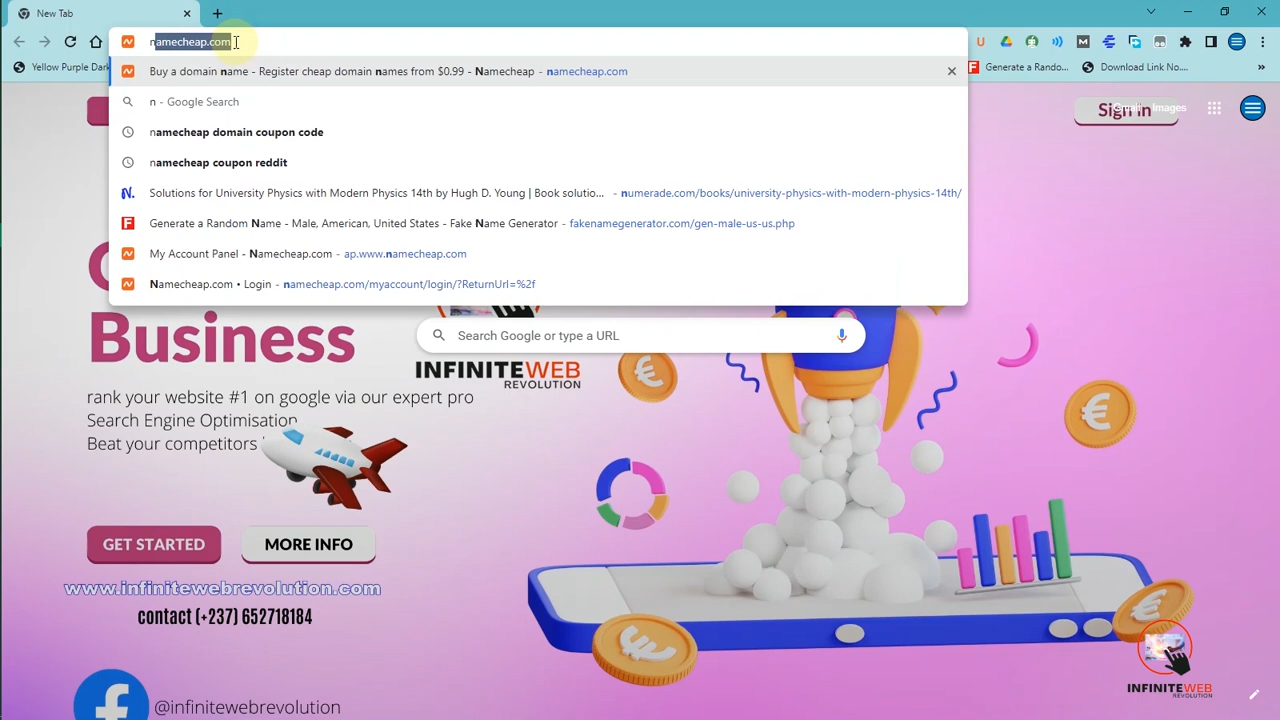 New Tab
namecheap.com
Yellow Purple Dark
Buy a domain name - Register cheap domain names from $0.99 - Namecheap - namecheap.com
Generate a Rando...
Download Link No....
»
n - Google Search
Sign in
Gmail
Images
namecheap domain coupon code
namecheap coupon reddit
Solutions for University Physics with Modern Physics 14th by Hugh D. Young | Book solutio... - numerade.com/books/university-physics-with-modern-physics-14th/
Generate a Random Name - Male, American, United States - Fake Name Generator - fakenamegenerator.com/gen-male-us-us.php
My Account Panel - Namecheap.com - ap.www.namecheap.com
Namecheap.com • Login - namecheap.com/myaccount/login/?ReturnUrl=%2f
Business
Search Google or type a URL
INFINITEWEB
REVOLUTION
rank your website #1 on google via our expert pro
Search Engine Optimisation
Beat your competitors
GET STARTED
MORE INFO
www.infinitewebrevolution.com
contact (+237) 652718184
@infinitewebrevolution
INFINITEWEB
REVOLUTION